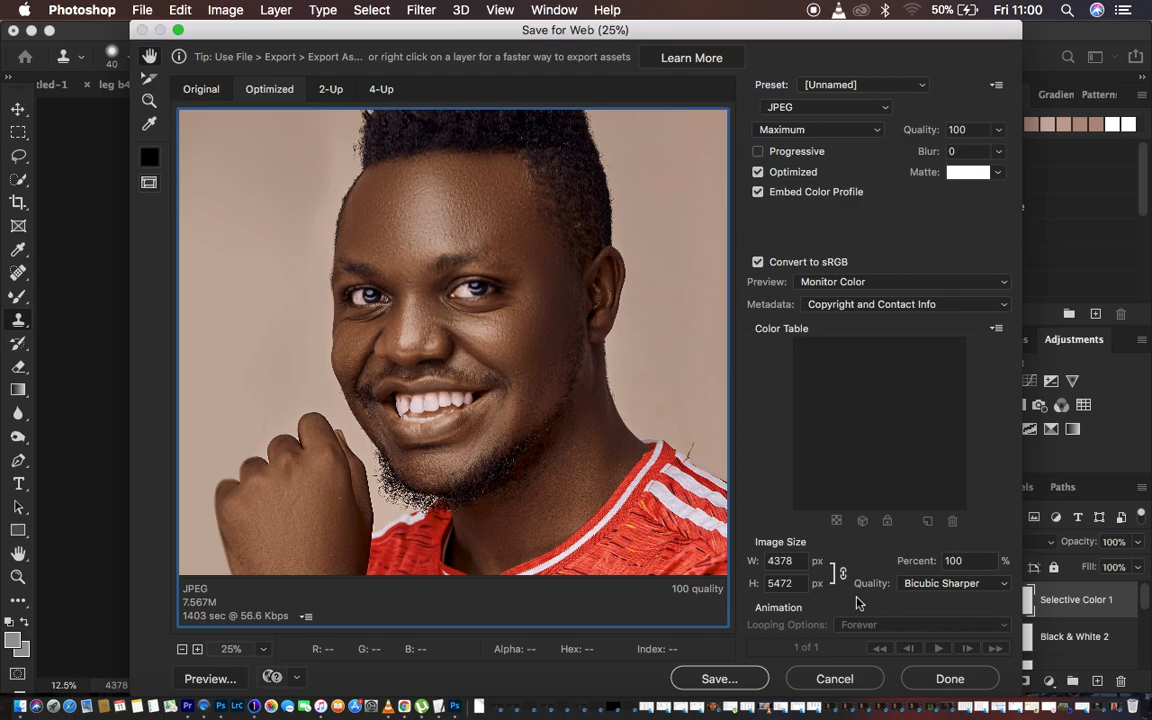 Photoshop File Edit Image Layer Type Select Filter 3D View Window Help 50% Fri 11:00
Save for Web (25%)
Tip: Use File > Export > Export As... or right click on a layer for a faster way to export assets Learn More
40
tled-1 × leg b4
Original Optimized 2-Up 4-Up
Preset: [Unnamed]
Gradien Pattern:
JPEG
Maximum Quality: 100
Progressive Blur: 0
Optimized Matte:
Embed Color Profile
Convert to sRGB
Preview: Monitor Color
Metadata: Copyright and Contact Info
Color Table
Adjustments
Paths
Image Size
Opacity: 100%
W: 4378 px Percent: 100 %
Fill: 100%
H: 5472 px Quality: Bicubic Sharper
JPEG 100 quality
7.567M
1403 sec @ 56.6 Kbps
Selective Color 1
Animation
Looping Options: Forever
Black & White 2
1 of 1
25% R: -- G: -- B: -- Alpha: -- Hex: -- Index: --
Preview... Save... Cancel Done
12.5% 4378